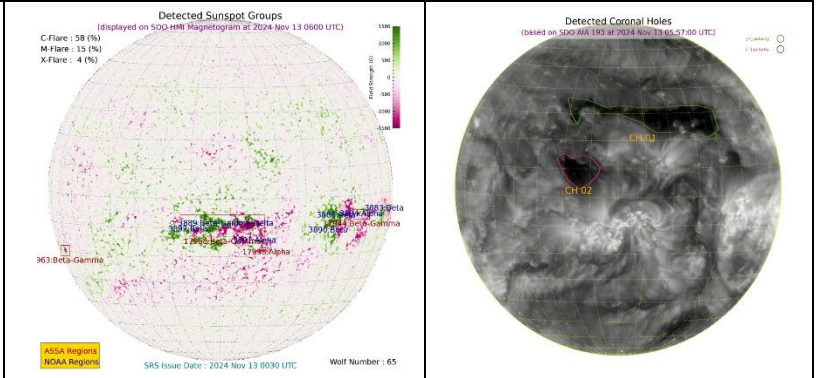 Detected Sunspot Groups
(displayed on SDO HMI Magnetogram at 2024 Nov 13 0600 UTC)
C-Flare : 58 (%)
M-Flare : 15 (%)
X-Flare : 4 (%)
1500
1000
500
0
-500
-1000
-1500
Field Strength (G)
3883:Beta
3890:Beta
17998:Alpha
963:Beta-Gamma
ASSA Regions
NOAA Regions
SRS Issue Date : 2024 Nov 13 0030 UTC
Wolf Number : 65
Detected Coronal Holes
(based on SDO AIA 193 at 2024 Nov 13 05:57:00 UTC)
CH 01
CH 02